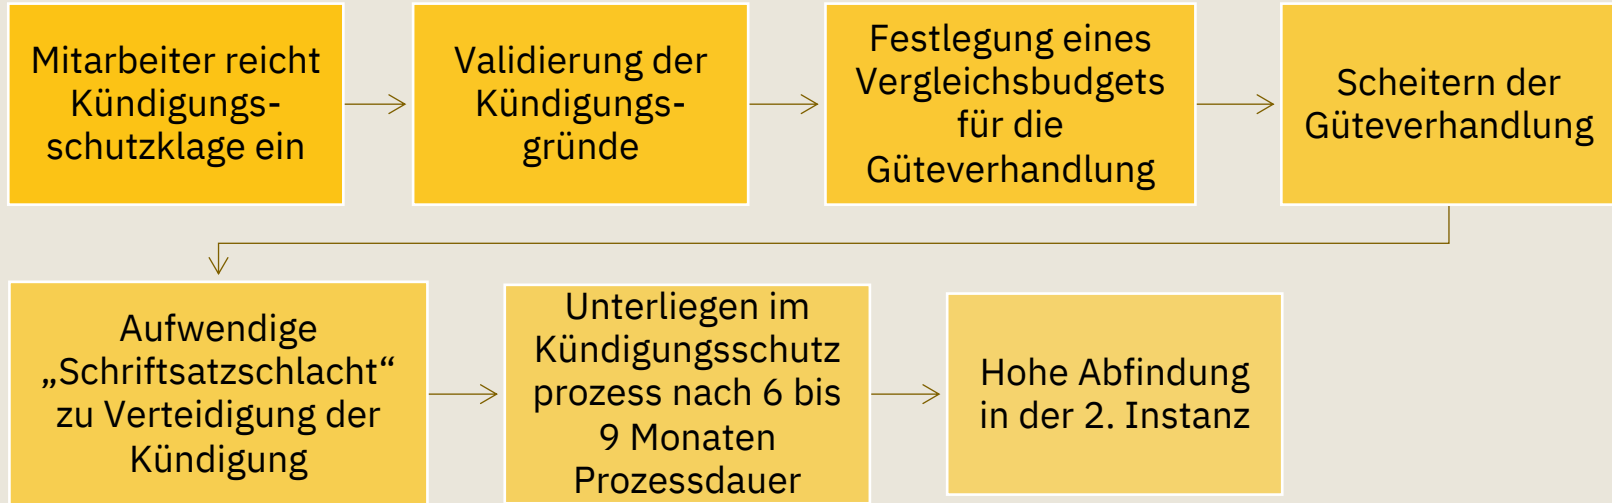 Mitarbeiter reicht
Kündigungs-
schutzklage ein
Validierung der
Kündigungs-
gründe
Festlegung eines
Vergleichsbudgets
für die
Güteverhandlung
Scheitern der
Güteverhandlung
Aufwendige
„Schriftsatzschlacht“
zu Verteidigung der
Kündigung
Unterliegen im
Kündigungsschutz
prozess nach 6 bis
9 Monaten
Prozessdauer
Hohe Abfindung
in der 2. Instanz